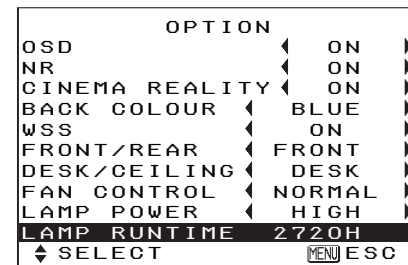 OPTION
OSD ON
NR ON
CINEMA REALITY ON
BACK COLOUR BLUE
WSS ON
FRONT/REAR FRONT
DESK/CEILING DESK
FAN CONTROL NORMAL
LAMP POWER HIGH
LAMP RUNTIME 2720H
SELECT MENU ESC